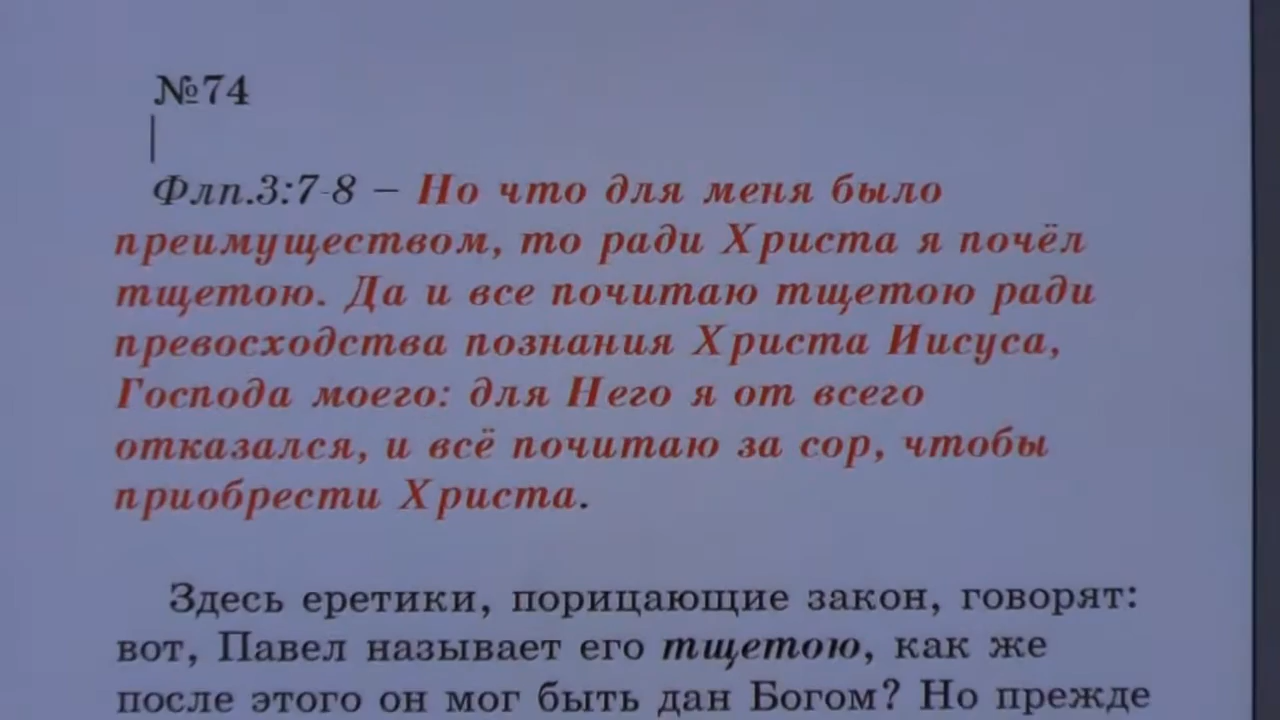 №74
Флп.3:7-8 – Но что для меня было
преимуществом, то ради Христа я почёл
тщетою. Да и все почитаю тщетою ради
превосходства познания Христа Иисуса,
Господа моего: для Него я от всего
отказался, и всё почитаю за сор, чтобы
приобрести Христа.
Здесь еретики, порицающие закон, говорят:
вот, Павел называет его тщетою, как же
после этого он мог быть дан Богом? Но прежде